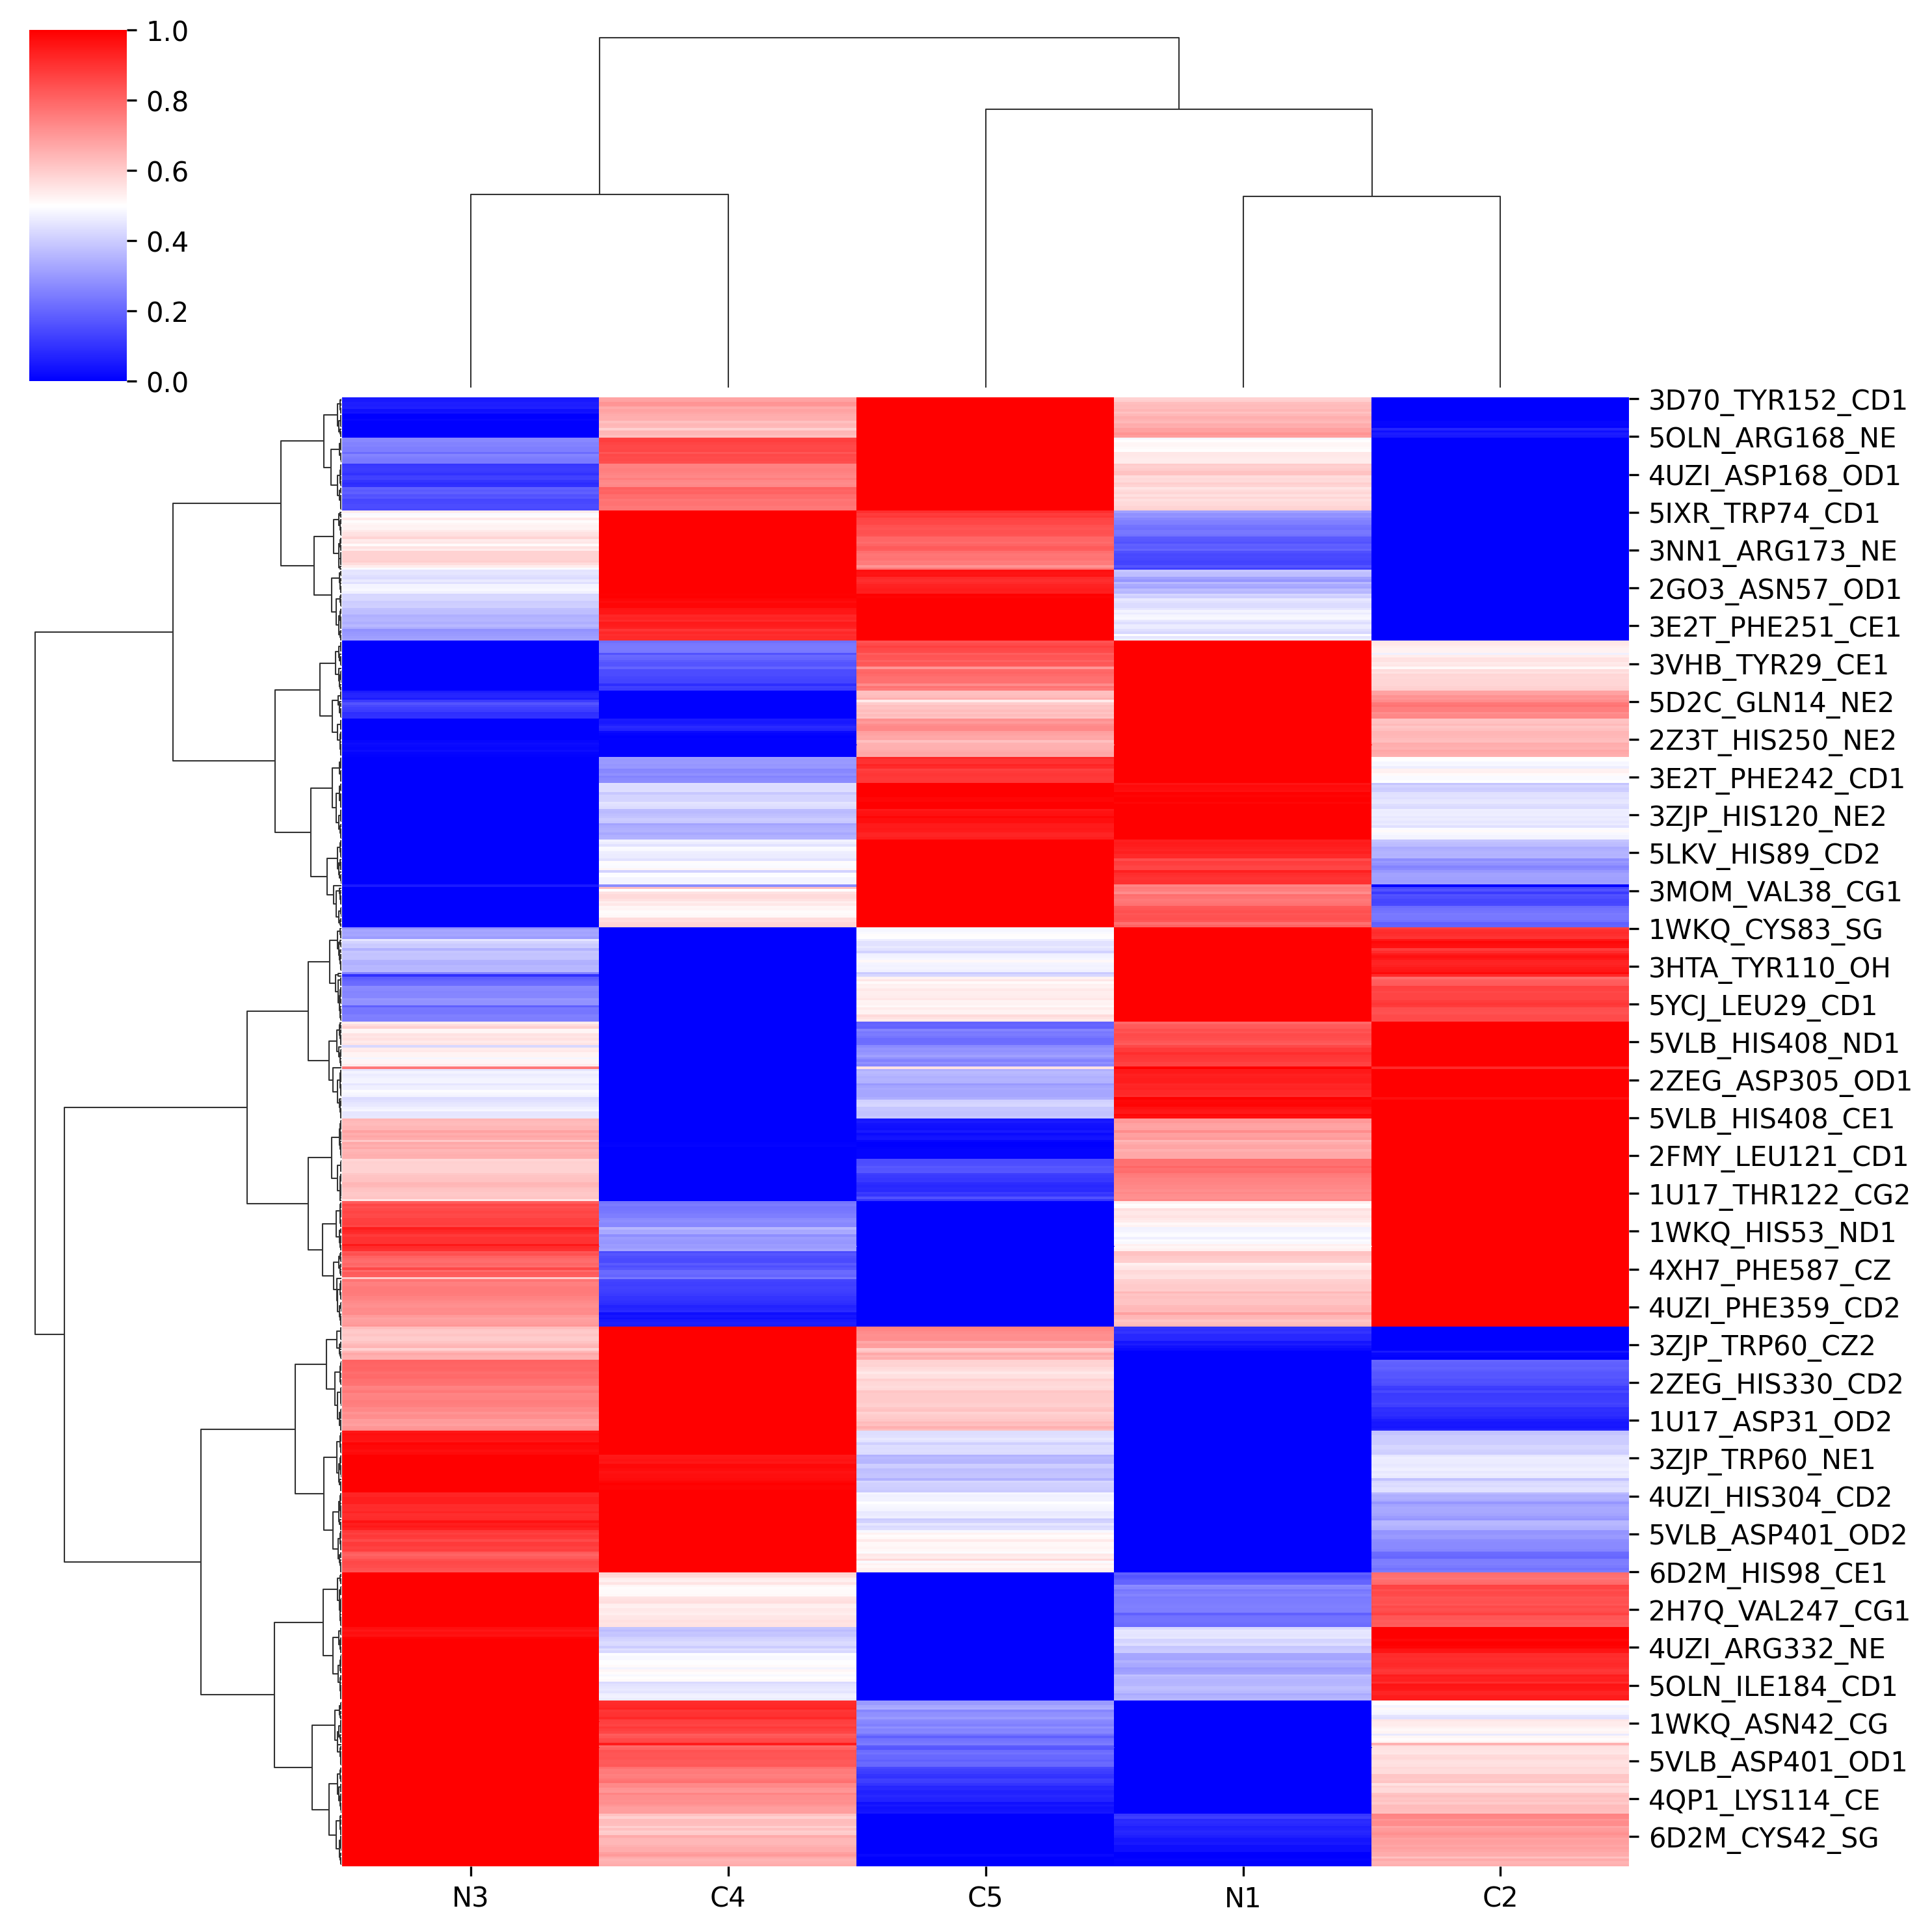 1.0
0.8
0.6
0.4
0.2
0.0
3D70_TYR152_CD1
5OLN_ARG168_NE
4UZI_ASP168_OD1
5IXR_TRP74_CD1
3NN1_ARG173_NE
2GO3_ASN57_OD1
3E2T_PHE251_CE1
3VHB_TYR29_CE1
5D2C_GLN14_NE2
2Z3T_HIS250_NE2
3E2T_PHE242_CD1
3ZJP_HIS120_NE2
5LKV_HIS89_CD2
3MOM_VAL38_CG1
1WKQ_CYS83_SG
3HTA_TYR110_OH
5YCJ_LEU29_CD1
5VLB_HIS408_ND1
2ZEG_ASP305_OD1
5VLB_HIS408_CE1
2FMY_LEU121_CD1
1U17_THR122_CG2
1WKQ_HIS53_ND1
4XH7_PHE587_CZ
4UZI_PHE359_CD2
3ZJP_TRP60_CZ2
2ZEG_HIS330_CD2
1U17_ASP31_OD2
3ZJP_TRP60_NE1
4UZI_HIS304_CD2
5VLB_ASP401_OD2
6D2M_HIS98_CE1
2H7Q_VAL247_CG1
4UZI_ARG332_NE
5OLN_ILE184_CD1
1WKQ_ASN42_CG
5VLB_ASP401_OD1
4QP1_LYS114_CE
6D2M_CYS42_SG
N3 C4 C5 N1 C2